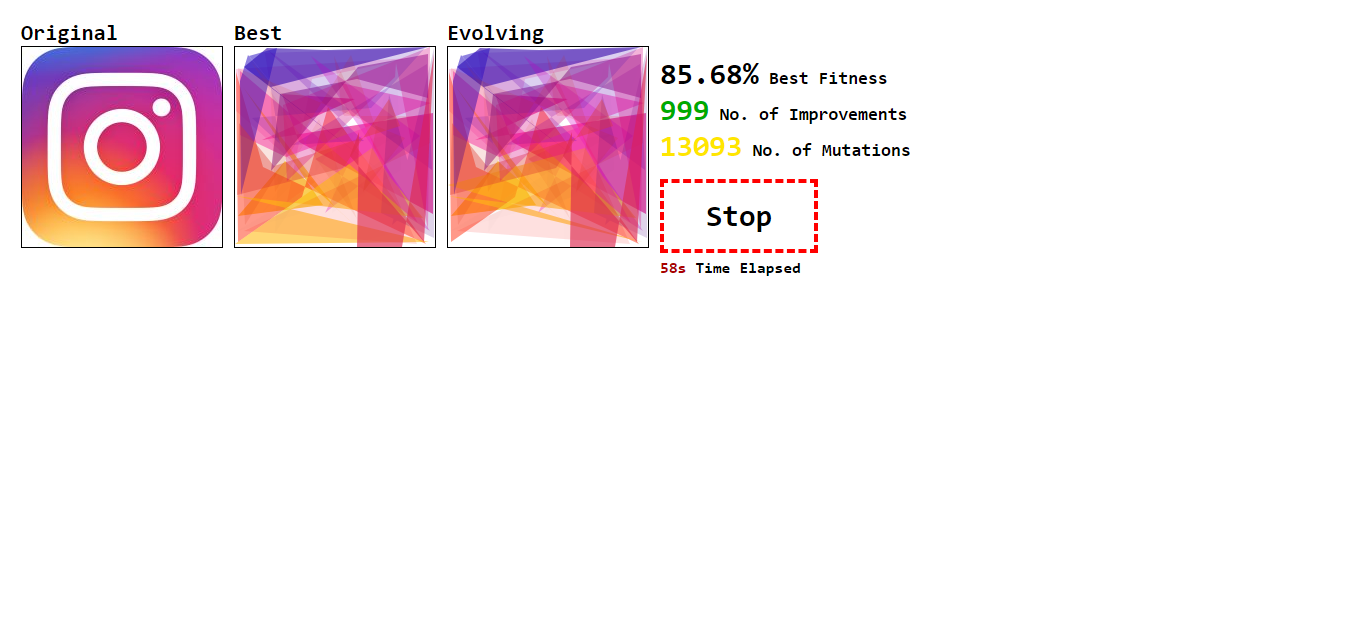 Original
Best
Evolving
85.68% Best Fitness
999 No. of Improvements
13093 No. of Mutations
Stop
58s Time Elapsed